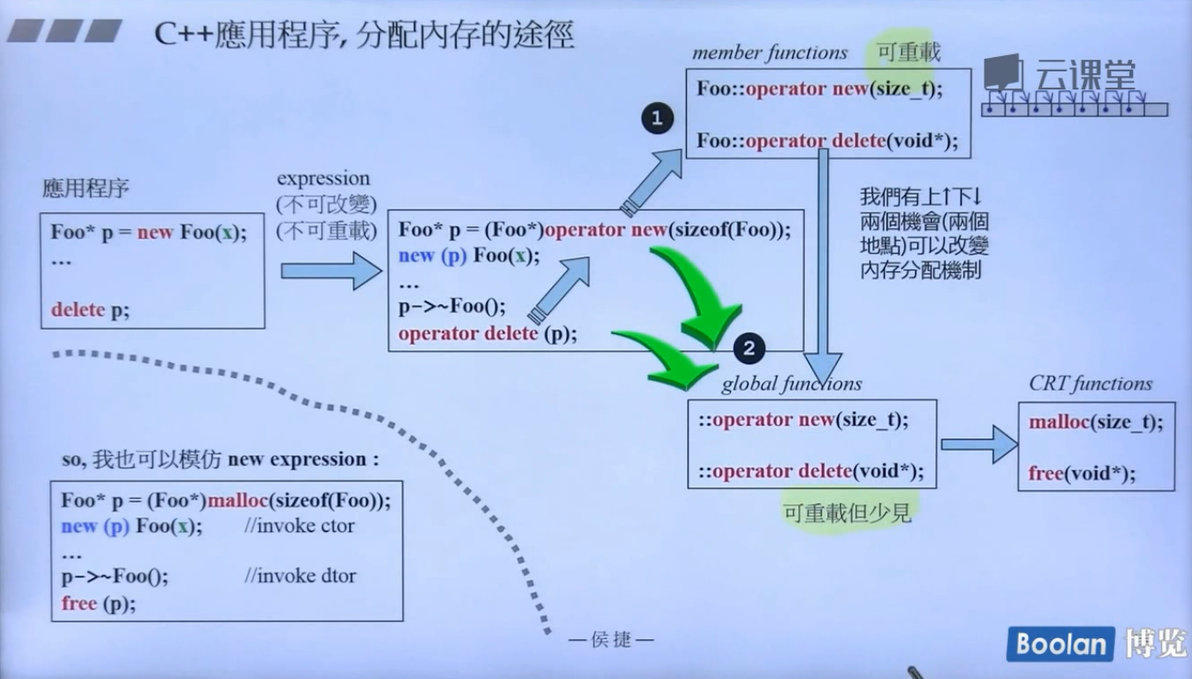 C++應用程序, 分配內存的途徑
member functions 可重載
云课堂
Foo::operator new(size_t);
Foo::operator delete(void*);
1
應用程序
Foo* p = new Foo(x);
...
delete p;
expression
(不可改變)
(不可重載)
Foo* p = (Foo*)operator new(sizeof(Foo));
new (p) Foo(x);
...
p->~Foo();
operator delete (p);
我們有上↑下↓
兩個機會(兩個
地點)可以改變
內存分配機制
2
global functions
::operator new(size_t);
::operator delete(void*);
可重載但少見
CRT functions
malloc(size_t);
free(void*);
so, 我也可以模仿 new expression :
Foo* p = (Foo*)malloc(sizeof(Foo));
new (p) Foo(x); //invoke ctor
...
p->~Foo(); //invoke dtor
free (p);
—侯捷—
Boolan 博览